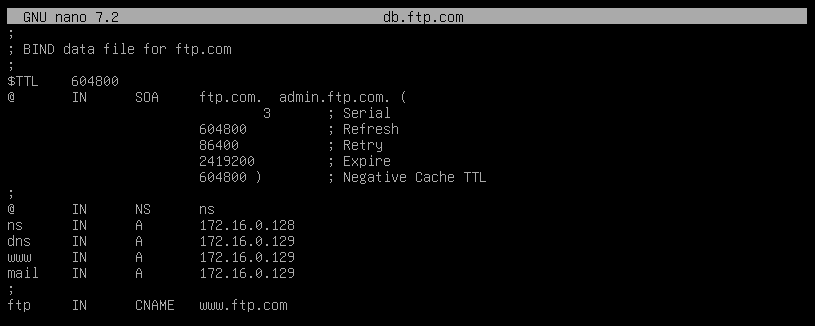 GNU nano 7.2 db.ftp.com
;
; BIND data file for ftp.com
;
$TTL 604800
@ IN SOA ftp.com. admin.ftp.com. (
3 ; Serial
604800 ; Refresh
86400 ; Retry
2419200 ; Expire
604800 ) ; Negative Cache TTL
;
@ IN NS ns
ns IN A 172.16.0.128
dns IN A 172.16.0.129
www IN A 172.16.0.129
mail IN A 172.16.0.129
;
ftp IN CNAME www.ftp.com